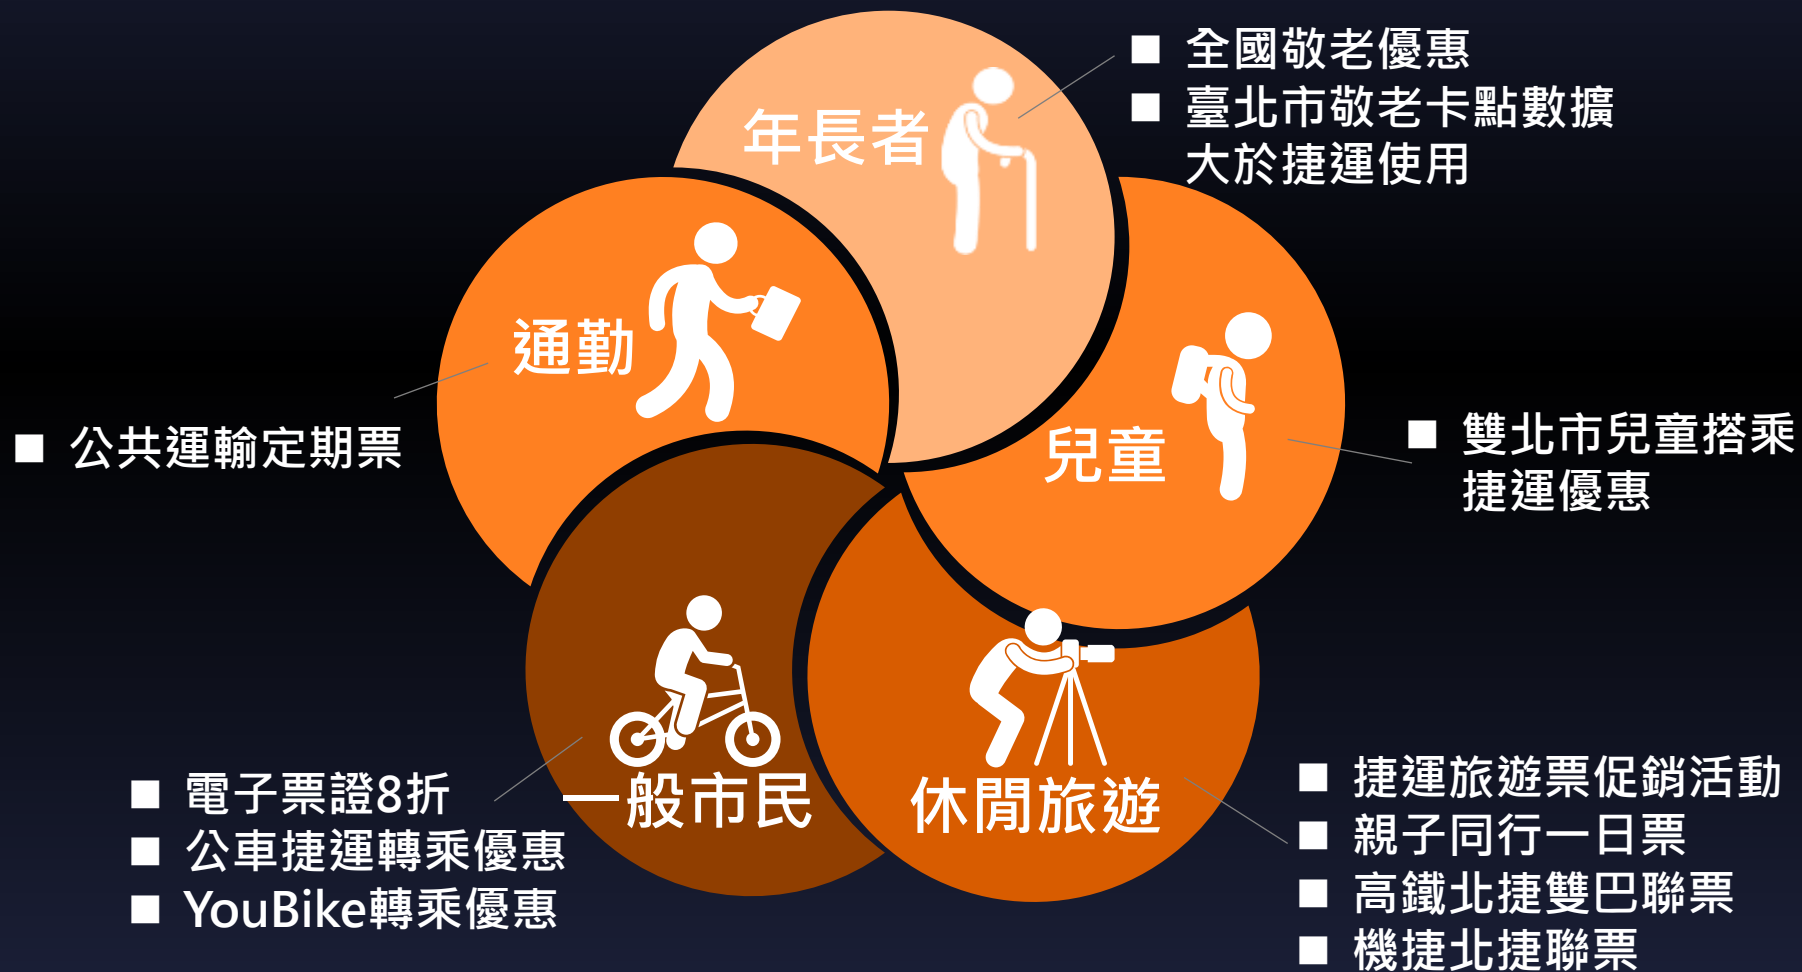 年長者
全國敬老優惠
臺北市敬老卡點數擴
大於捷運使用
通勤
公共運輸定期票
兒童
雙北市兒童搭乘
捷運優惠
一般市民
電子票證8折
公車捷運轉乘優惠
YouBike轉乘優惠
休閒旅遊
捷運旅遊票促銷活動
親子同行一日票
高鐵北捷雙巴聯票
機捷北捷聯票